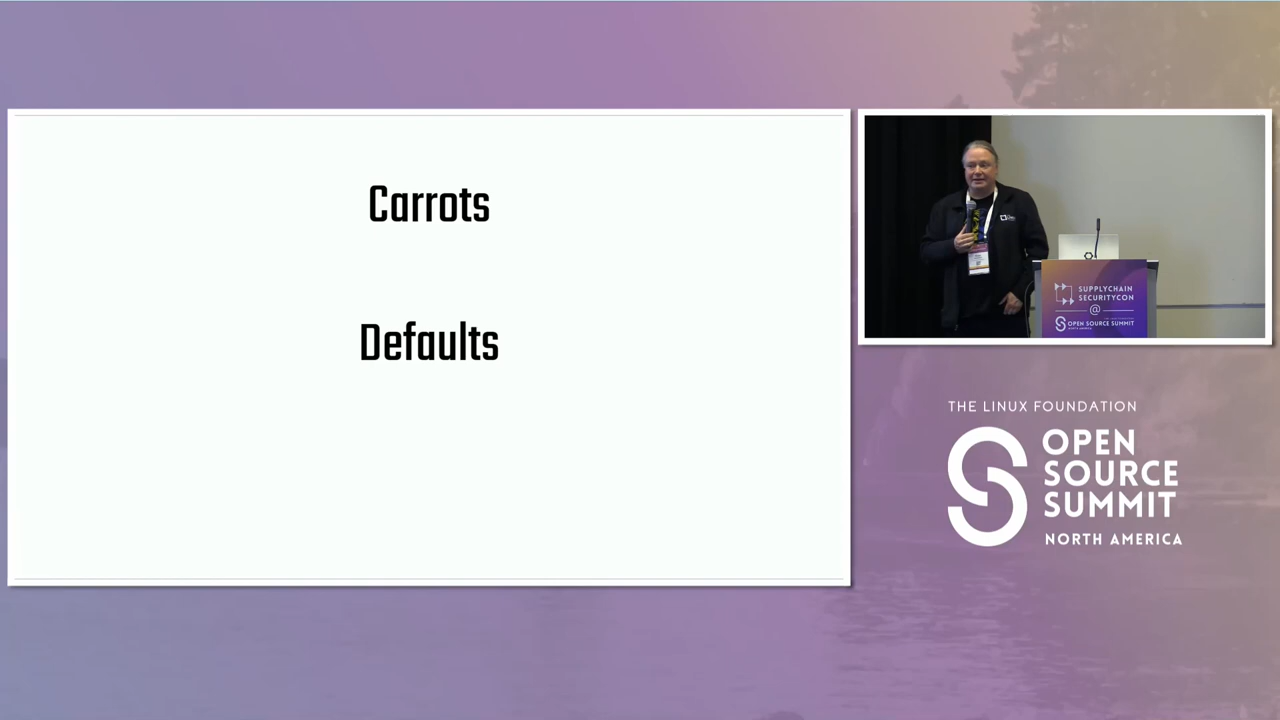 Carrots
Defaults
SUPPLYCHAIN
SECURITYCON
@
OPEN SOURCE SUMMIT
THE LINUX FOUNDATION
OPEN
SOURCE
SUMMIT
NORTH AMERICA